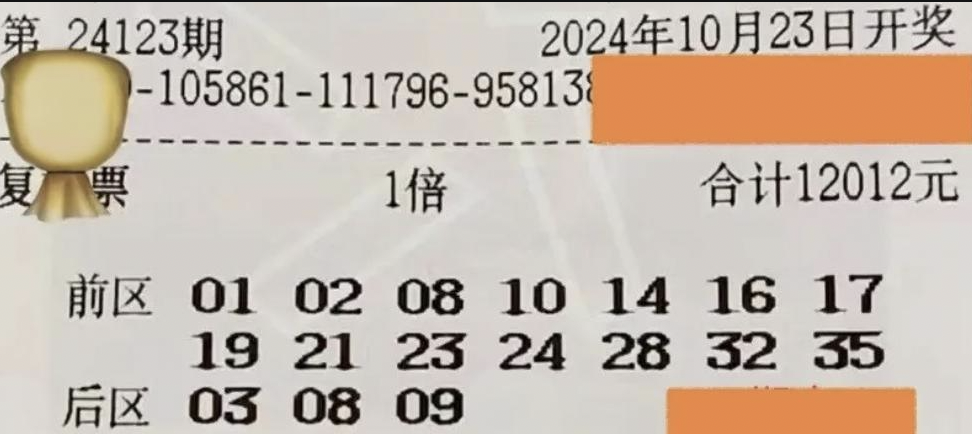 第 24123期 2024年10月23日开奖
-105861-111796-95813
复 票 1倍 合计12012元
前区 01 02 08 10 14 16 17
19 21 23 24 28 32 35
后区 03 08 09